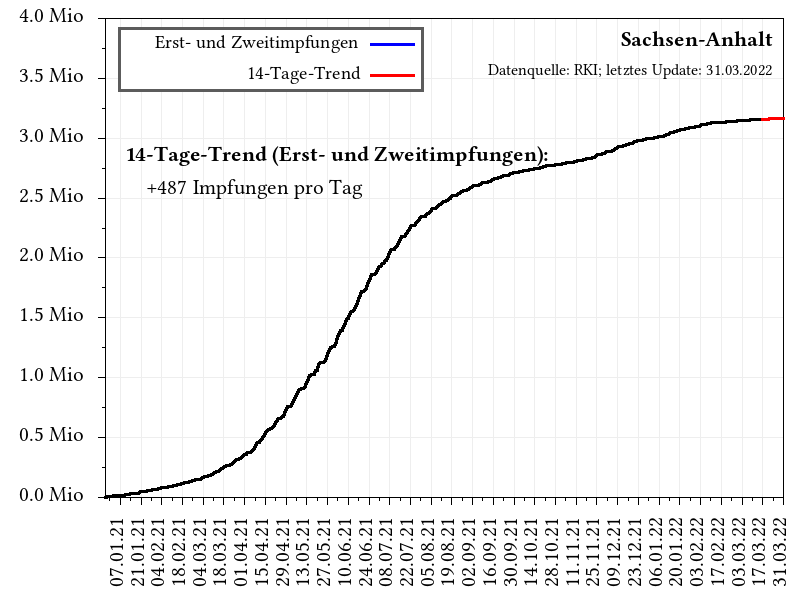 4.0 Mio
3.5 Mio
3.0 Mio
2.5 Mio
2.0 Mio
1.5 Mio
1.0 Mio
0.5 Mio
0.0 Mio
Erst- und Zweitimpfungen
14-Tage-Trend
Sachsen-Anhalt
Datenquelle: RKI; letztes Update: 31.03.2022
14-Tage-Trend (Erst- und Zweitimpfungen):
+487 Impfungen pro Tag
07.01.21
21.01.21
04.02.21
18.02.21
04.03.21
18.03.21
01.04.21
15.04.21
29.04.21
13.05.21
27.05.21
10.06.21
24.06.21
08.07.21
22.07.21
05.08.21
19.08.21
02.09.21
16.09.21
30.09.21
14.10.21
28.10.21
11.11.21
25.11.21
09.12.21
23.12.21
06.01.22
20.01.22
03.02.22
17.02.22
03.03.22
17.03.22
31.03.22